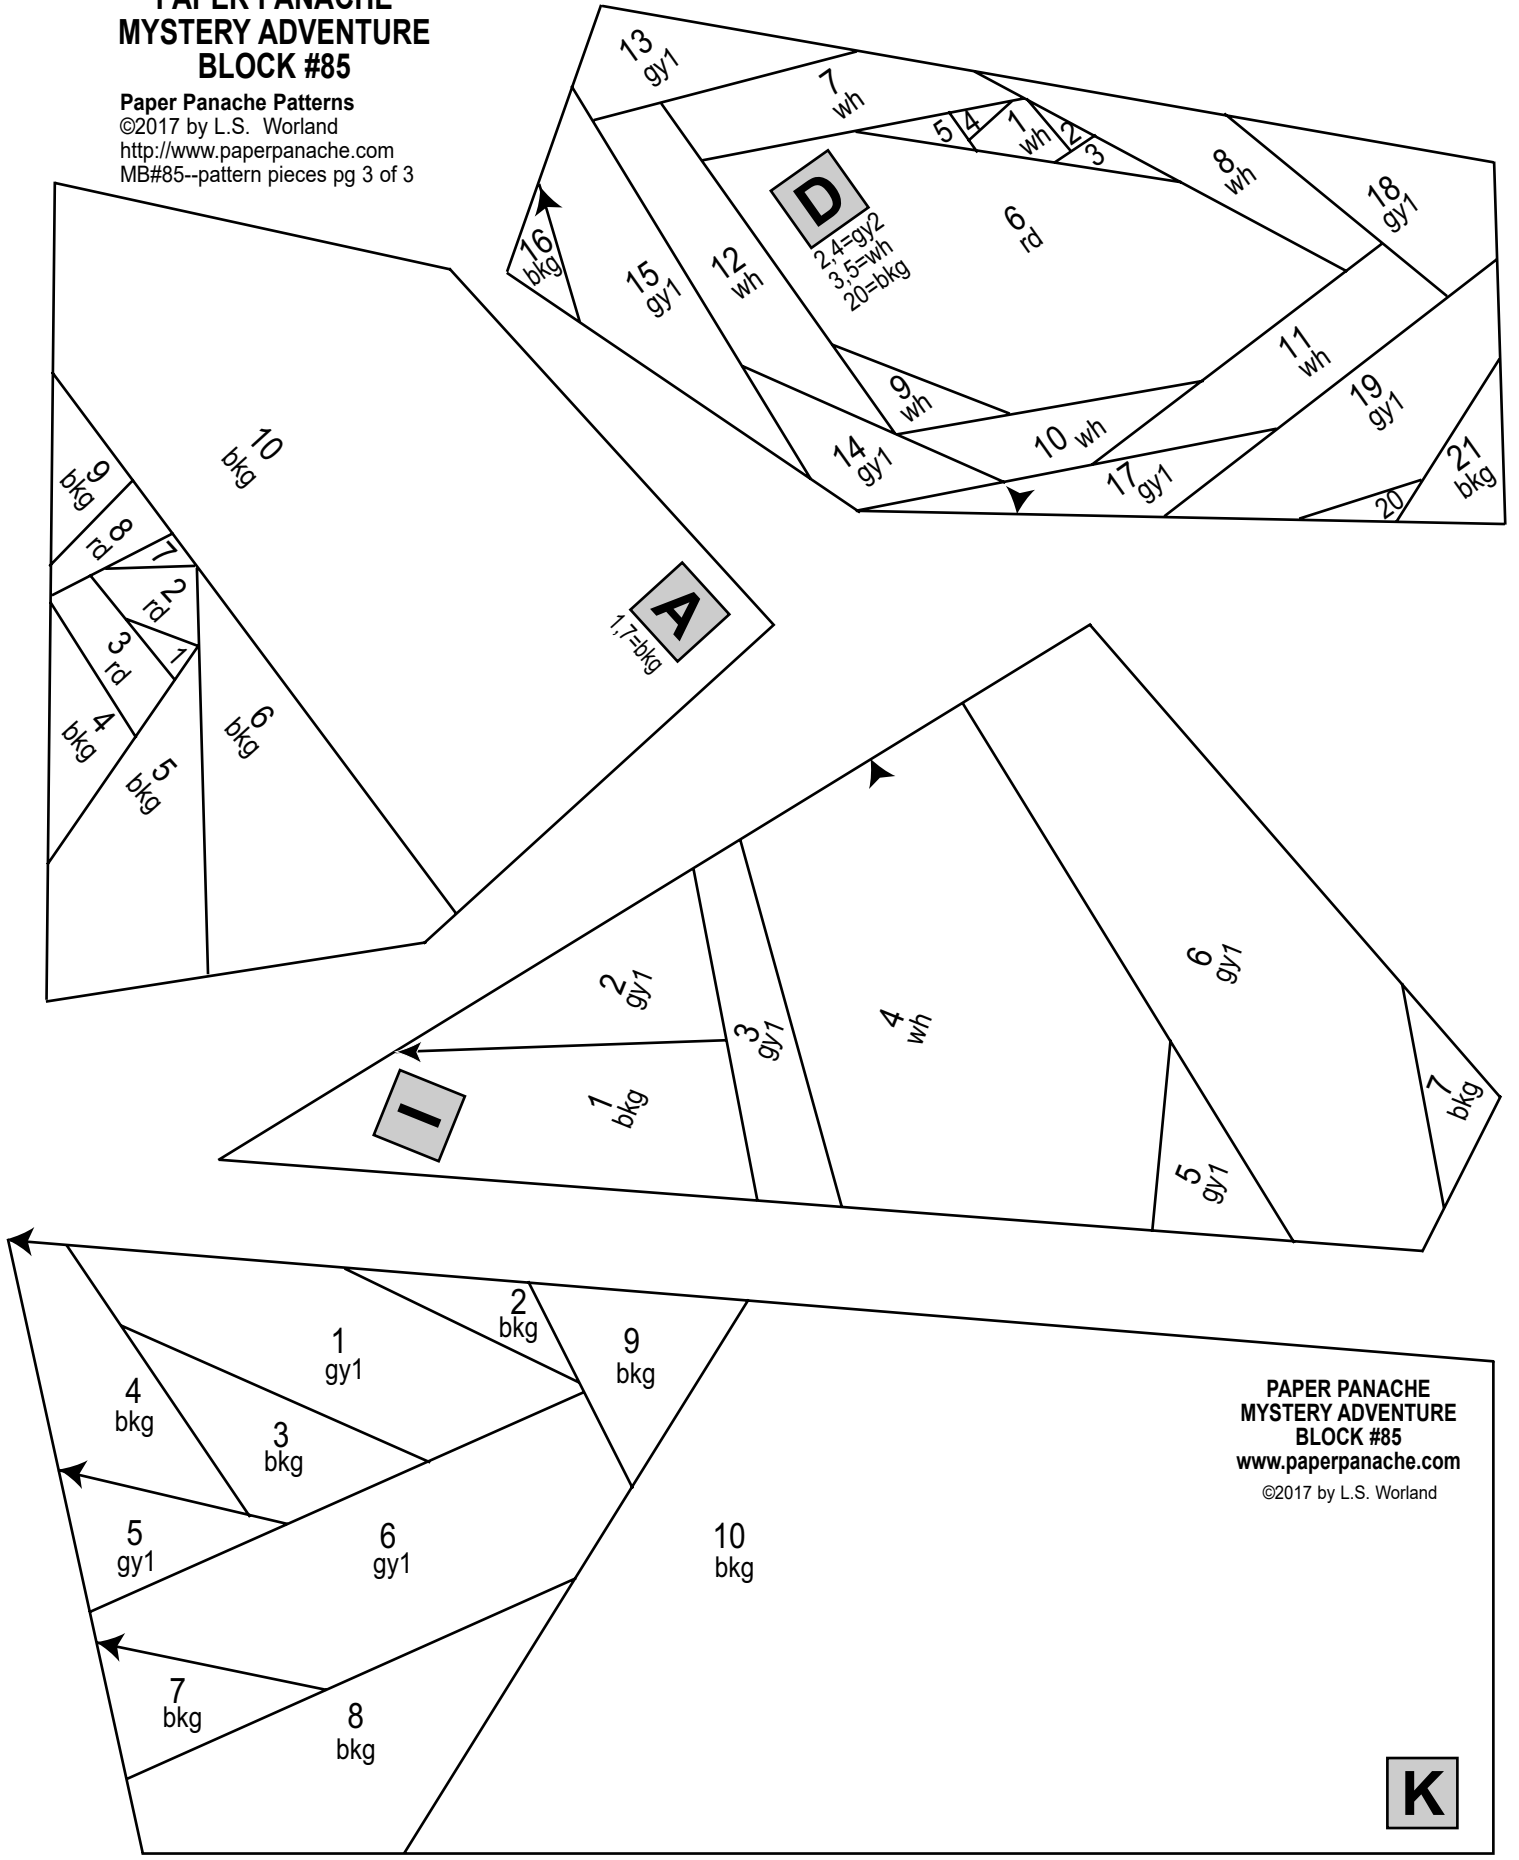 PAPER PANACHE
MYSTERY ADVENTURE
BLOCK #85
Paper Panache Patterns
©2017 by L.S. Worland
http://www.paperpanache.com
MB#85--pattern pieces pg 3 of 3
13
gy1
7
wh
5
4
1
wh
2
3
8
wh
18
gy1
D
2,4=gy2
3,5=wh
20=bkg
6
rd
16
bkg
15
gy1
12
wh
11
wh
9
wh
10 wh
14
gy1
17
gy1
19
gy1
20
21
bkg
10
bkg
9
bkg
8
rd
7
2
rd
3
rd
1
4
bkg
5
bkg
6
bkg
A
1,7=bkg
2
gy1
3
gy1
4
wh
6
gy1
I
1
bkg
5
gy1
7
bkg
1
gy1
2
bkg
9
bkg
4
bkg
3
bkg
5
gy1
6
gy1
10
bkg
7
bkg
8
bkg
PAPER PANACHE
MYSTERY ADVENTURE
BLOCK #85
www.paperpanache.com
©2017 by L.S. Worland
K